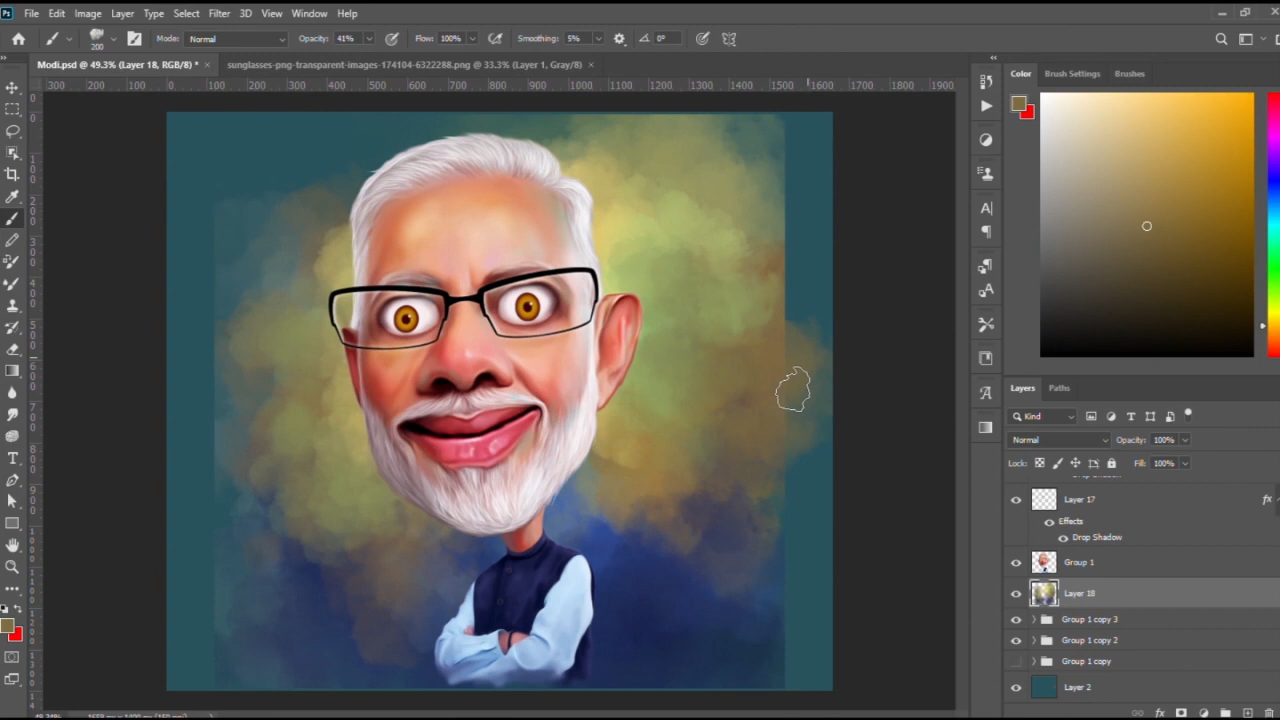 Ps File Edit Image Layer Type Select Filter 3D View Window Help
200 Mode: Normal Opacity: 41% Flow: 100% Smoothing: 5% 0°
Modi.psd @ 49.3% (Layer 18, RGB/8) * × sunglasses-png-transparent-images-174104-6322288.png @ 33.3% (Layer 1, Gray/8) ×
300 200 100 0 100 200 300 400 500 600 700 800 900 1000 1100 1200 1300 1400 1500 1600 1700 1800 1900
Color Brush Settings Brushes
Layers Paths
Kind
Normal Opacity: 100%
Lock: Fill: 100%
Layer 17 fx
Effects
Drop Shadow
Group 1
Layer 18
Group 1 copy 3
Group 1 copy 2
Group 1 copy
Layer 2